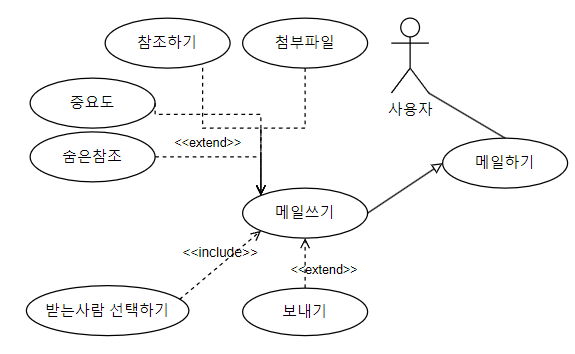 참조하기
첨부파일
중요도
사용자
<<extend>>
숨은참조
메일하기
메일쓰기
<<include>>
<<extend>>
받는사람 선택하기
보내기